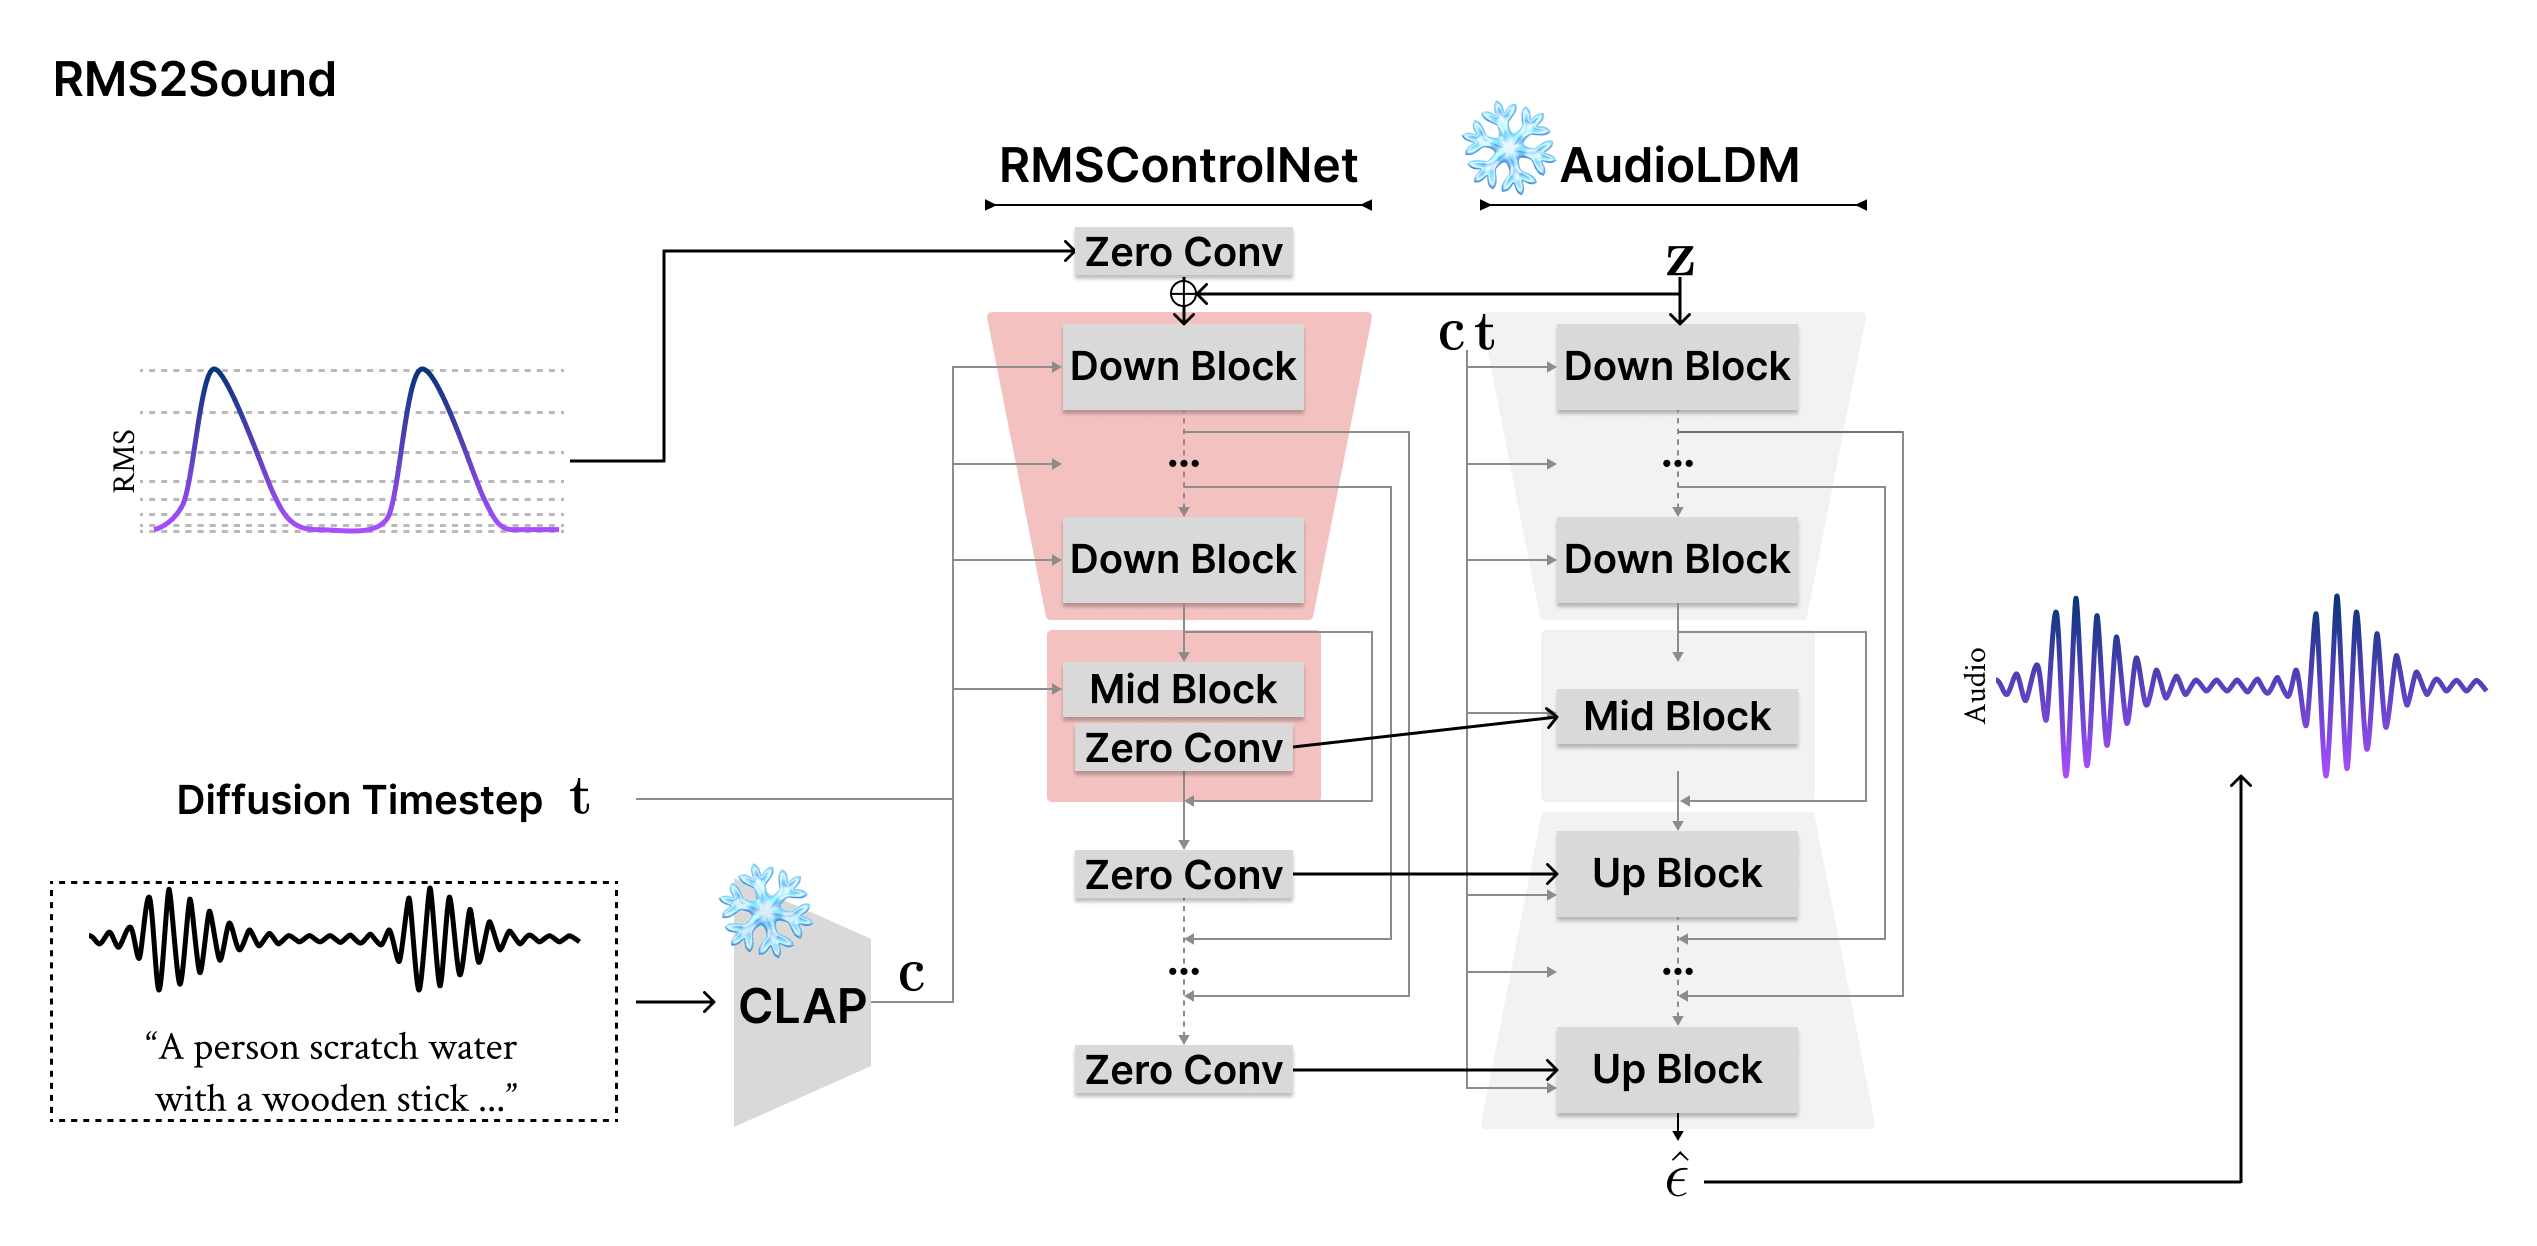 RMS2Sound
RMSControlNet
AudioLDM
Zero Conv
z
c t
Down Block
Down Block
RMS
...
...
Down Block
Down Block
Mid Block
Mid Block
Zero Conv
Audio
Diffusion Timestep t
Zero Conv
Up Block
c
CLAP
...
...
“A person scratch water
with a wooden stick ...”
Zero Conv
Up Block
ϵ̂